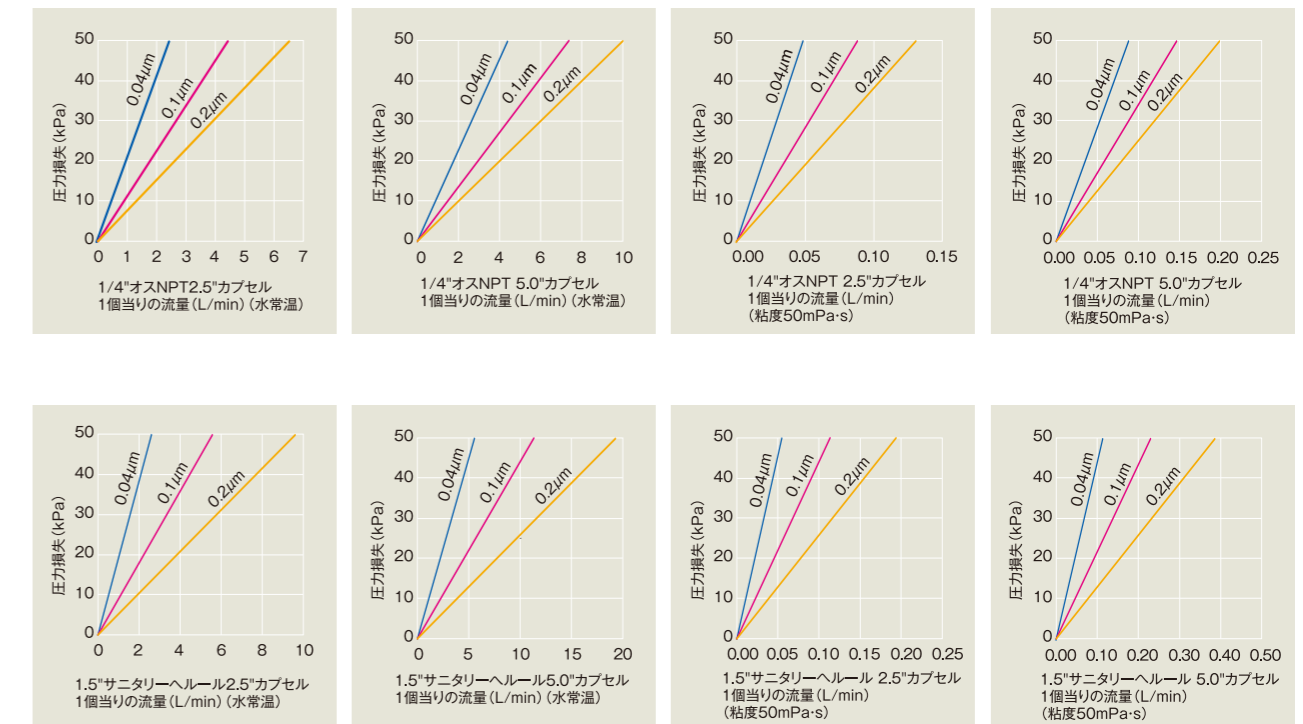 圧力損失(kPa)
50
40
30
20
10
0
0.04μm
0.1μm
0.2μm
0 1 2 3 4 5 6 7
1/4"オスNPT2.5"カプセル
1個当りの流量(L/min)(水常温)
圧力損失(kPa)
50
40
30
20
10
0
0.04μm
0.1μm
0.2μm
0 2 4 6 8 10
1/4"オスNPT 5.0"カプセル
1個当りの流量(L/min)(水常温)
圧力損失(kPa)
50
40
30
20
10
0
0.04μm
0.1μm
0.2μm
0.00 0.05 0.10 0.15
1/4"オスNPT 2.5"カプセル
1個当りの流量(L/min)
(粘度50mPa·s)
圧力損失(kPa)
50
40
30
20
10
0
0.04μm
0.1μm
0.2μm
0.00 0.05 0.10 0.15 0.20 0.25
1/4"オスNPT 5.0"カプセル
1個当りの流量(L/min)
(粘度50mPa·s)
圧力損失(kPa)
50
40
30
20
10
0
0.04μm
0.1μm
0.2μm
0 2 4 6 8 10
1.5"サニタリーヘルール2.5"カプセル
1個当りの流量(L/min)(水常温)
圧力損失(kPa)
50
40
30
20
10
0
0.04μm
0.1μm
0.2μm
0 5 10 15 20
1.5"サニタリーヘルール5.0"カプセル
1個当りの流量(L/min)(水常温)
圧力損失(kPa)
50
40
30
20
10
0
0.04μm
0.1μm
0.2μm
0.00 0.05 0.10 0.15 0.20 0.25
1.5"サニタリーヘルール 2.5"カプセル
1個当りの流量(L/min)
(粘度50mPa·s)
圧力損失(kPa)
50
40
30
20
10
0
0.04μm
0.1μm
0.2μm
0.00 0.10 0.20 0.30 0.40 0.50
1.5"サニタリーヘルール 5.0"カプセル
1個当りの流量(L/min)
(粘度50mPa·s)